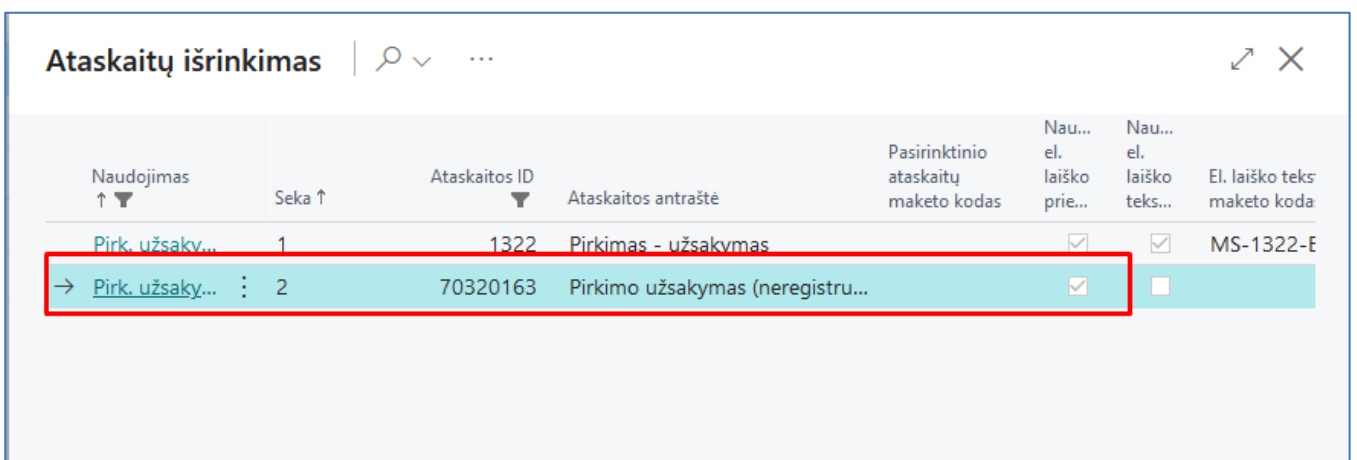 Ataskaitų išrinkimas
Naudojimas
Seka
Ataskaitos ID
Ataskaitos antraštė
Pasirinktinio
ataskaitų
maketo kodas
Nau...
el.
laiško
prie...
Nau...
el.
laiško
teks...
El. laiško tekst
maketo koda
Pirk. užsaky... 1 1322 Pirkimas - užsakymas MS-1322-E
Pirk. užsaky... 2 70320163 Pirkimo užsakymas (neregistru...